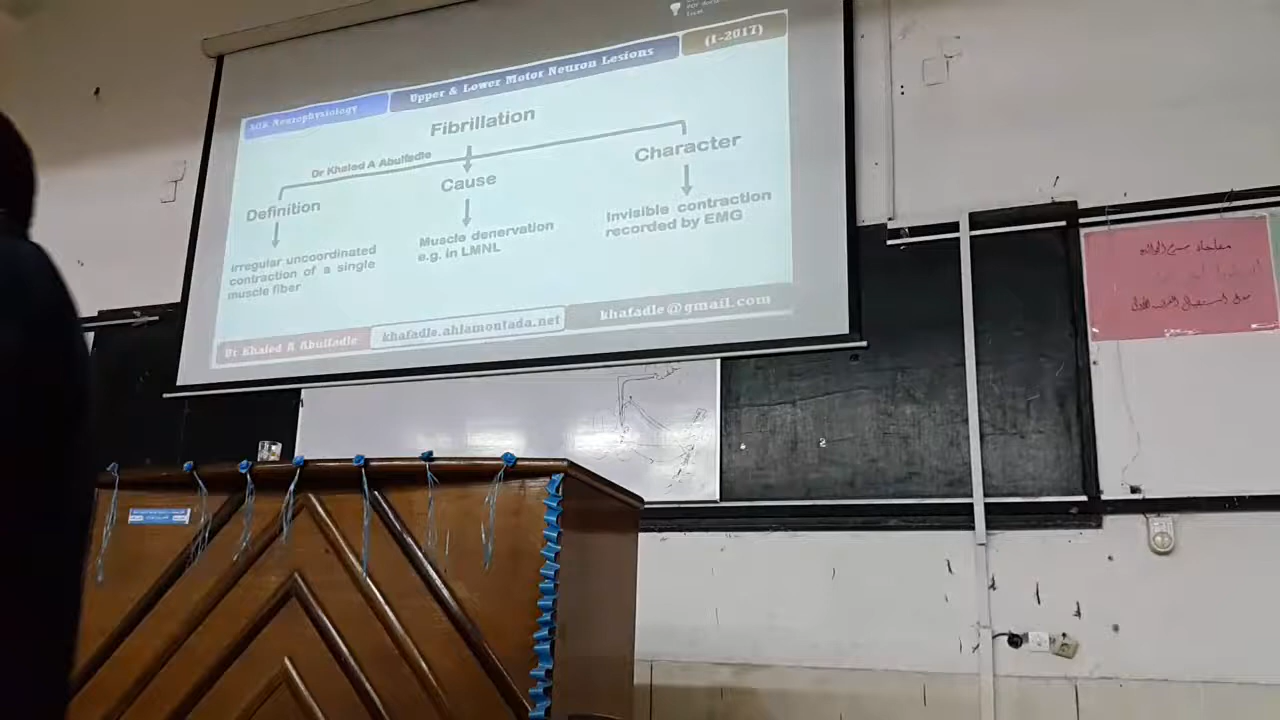 Neurophysiology
Upper & Lower Motor Neuron Lesions
(1-2017)
Fibrillation
Dr Khaled A Abulfadle
Definition
Cause
Character
Irregular uncoordinated
contraction of a single
muscle fiber
Muscle denervation
e.g. in LMNL
Invisible contraction
recorded by EMG
Dr Khaled A Abulfadle
khafadle.ahlamontada.net
khafadle@gmail.com
2